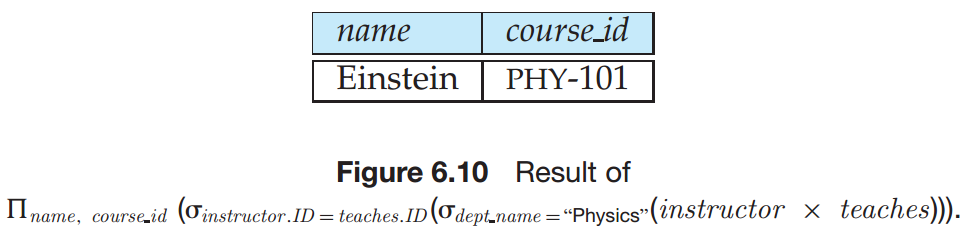 name course_id
Einstein PHY-101
Figure 6.10 Result of
Π name, course_id (σ instructor.ID = teaches.ID (σ dept_name = “Physics” (instructor × teaches))).